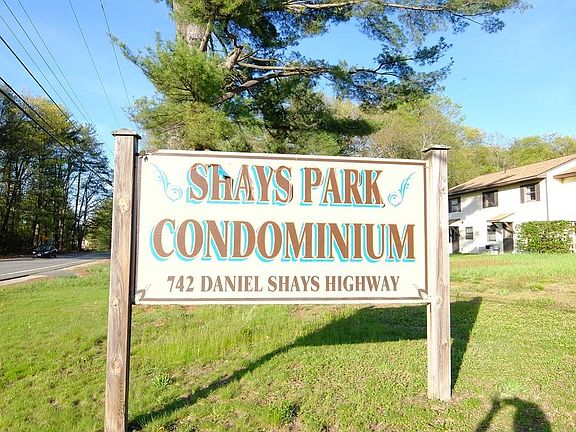 SHAYS PARK
CONDOMINIUM
742 DANIEL SHAYS HIGHWAY